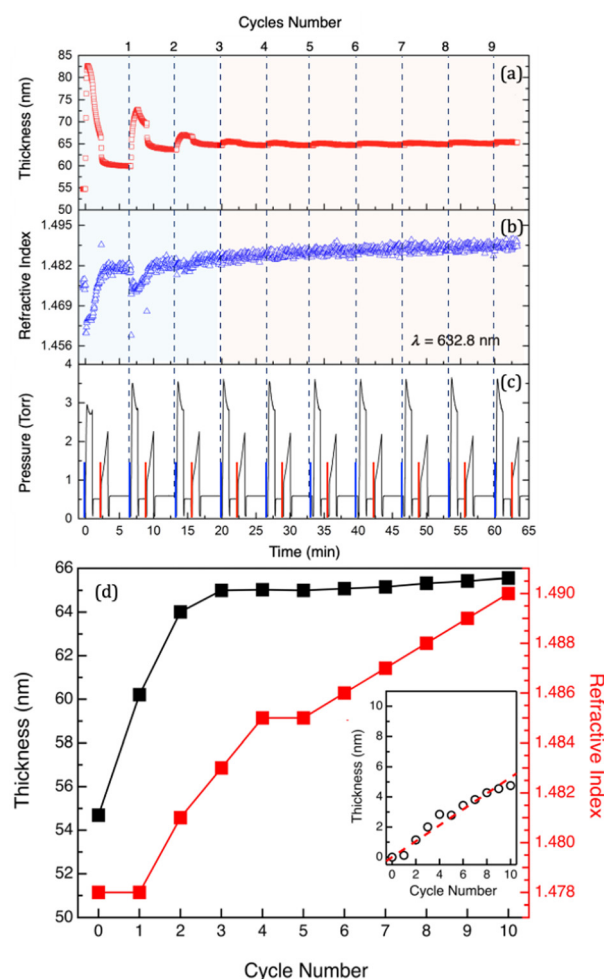 Cycles Number
1 2 3 4 5 6 7 8 9
85
80
75
70
65
60
55
50
Thickness (nm)
(a)
1.495
1.482
1.469
1.456
Refractive Index
(b)
λ = 632.8 nm
4
3
2
1
0
Pressure (Torr)
(c)
0 5 10 15 20 25 30 35 40 45 50 55 60 65
Time (min)
(d)
66
64
62
60
58
56
54
52
50
Thickness (nm)
1.490
1.488
1.486
1.485
1.483
1.482
1.480
1.479
1.478
Refractive Index
10
8
6
4
2
0
Thickness (nm)
0 2 4 6 8 10
Cycle Number
0 1 2 3 4 5 6 7 8 9 10
Cycle Number